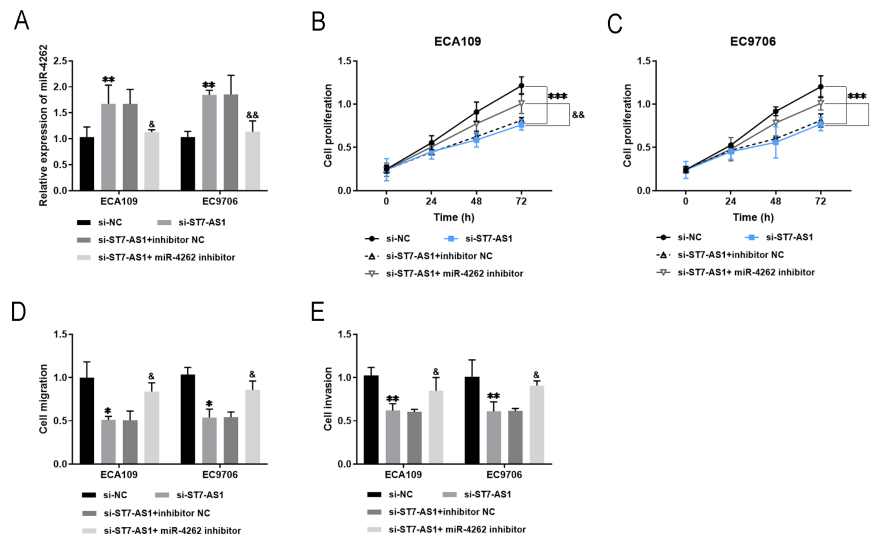 A
Relative expression of miR-4262
2.5
2.0
1.5
1.0
0.5
0.0
**
&
**
&&
ECA109
EC9706
si-NC
si-ST7-AS1
si-ST7-AS1+inhibitor NC
si-ST7-AS1+ miR-4262 inhibitor
B
ECA109
Cell proliferation
1.5
1.0
0.5
0.0
0
24
48
72
Time (h)
***
&&
si-NC
si-ST7-AS1
si-ST7-AS1+inhibitor NC
si-ST7-AS1+ miR-4262 inhibitor
C
EC9706
Cell proliferation
1.5
1.0
0.5
0.0
0
24
48
72
Time (h)
***
si-NC
si-ST7-AS1
si-ST7-AS1+inhibitor NC
si-ST7-AS1+ miR-4262 inhibitor
D
Cell migration
1.5
1.0
0.5
0.0
*
&
*
&
ECA109
EC9706
si-NC
si-ST7-AS1
si-ST7-AS1+inhibitor NC
si-ST7-AS1+ miR-4262 inhibitor
E
Cell invasion
1.5
1.0
0.5
0.0
**
&
**
&
ECA109
EC9706
si-NC
si-ST7-AS1
si-ST7-AS1+inhibitor NC
si-ST7-AS1+ miR-4262 inhibitor